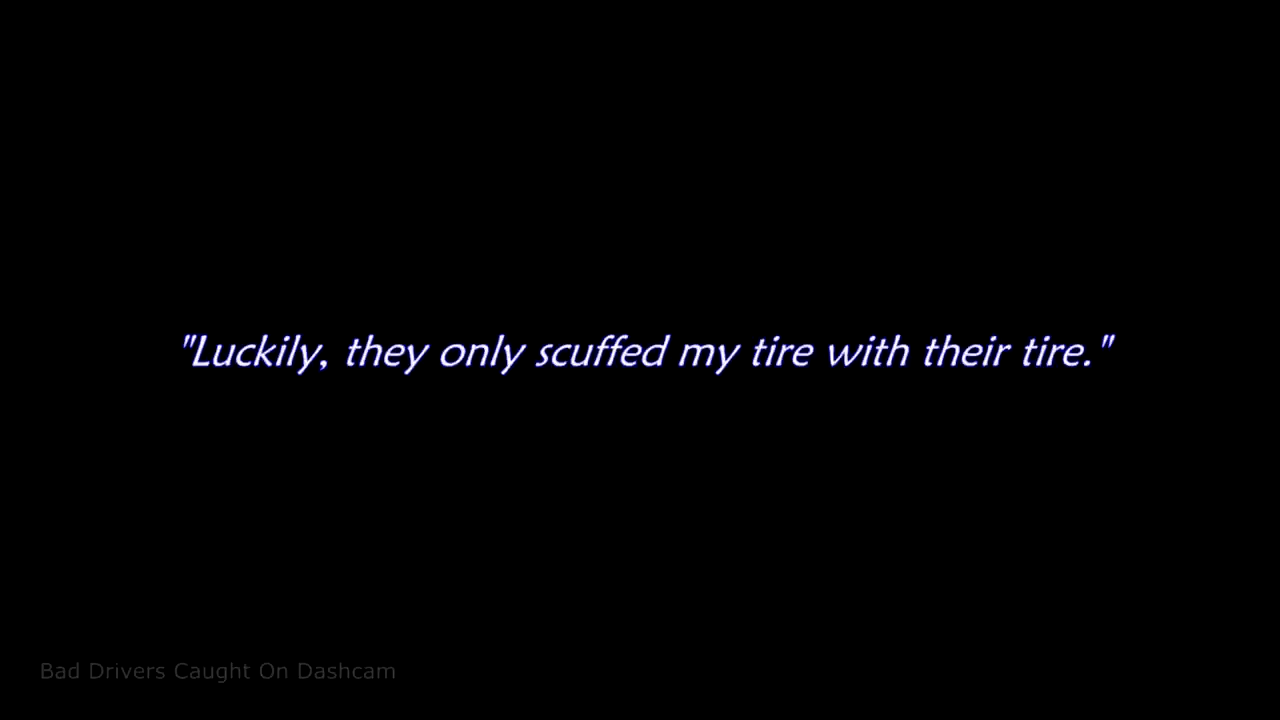 "Luckily, they only scuffed my tire with their tire."
Bad Drivers Caught On Dashcam